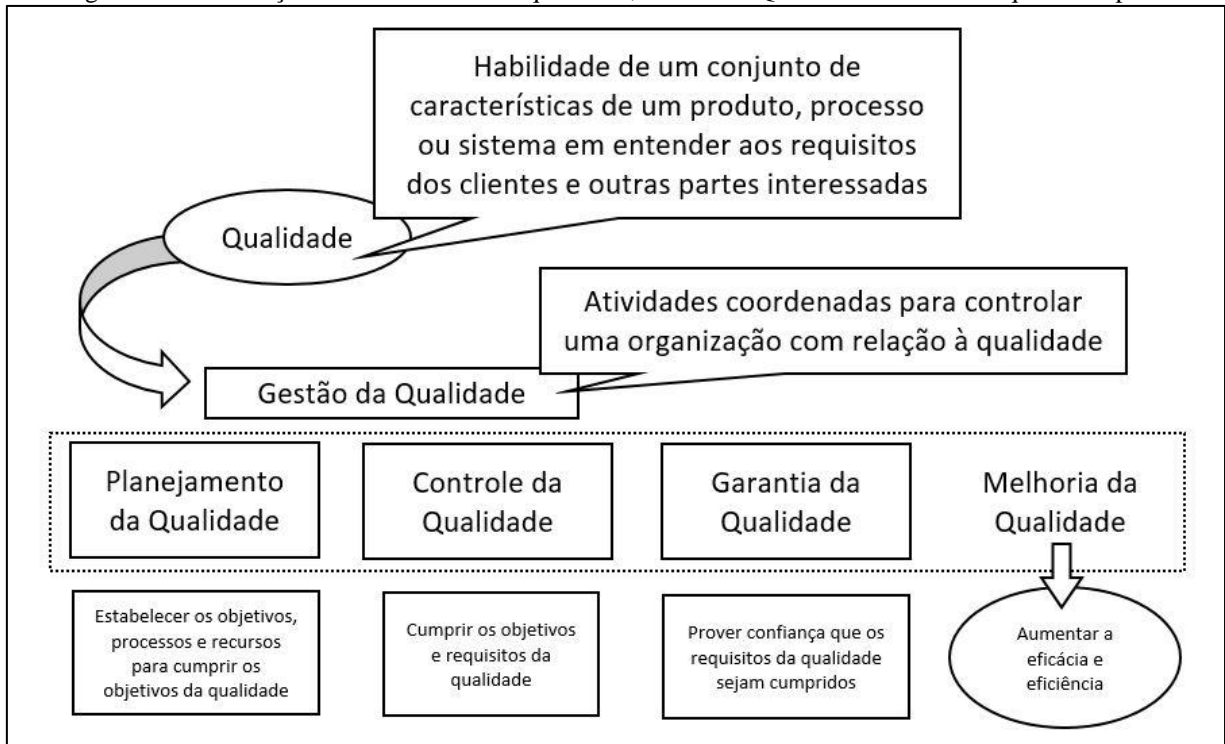 Habilidade de um conjunto de
características de um produto, processo
ou sistema em entender aos requisitos
dos clientes e outras partes interessadas
Qualidade
Atividades coordenadas para controlar
uma organização com relação à qualidade
Gestão da Qualidade
Planejamento
da Qualidade
Controle da
Qualidade
Garantia da
Qualidade
Melhoria da
Qualidade
Estabelecer os objetivos,
processos e recursos
para cumprir os
objetivos da qualidade
Cumprir os objetivos
e requisitos da
qualidade
Prover confiança que os
requisitos da qualidade
sejam cumpridos
Aumentar a
eficácia e
eficiência